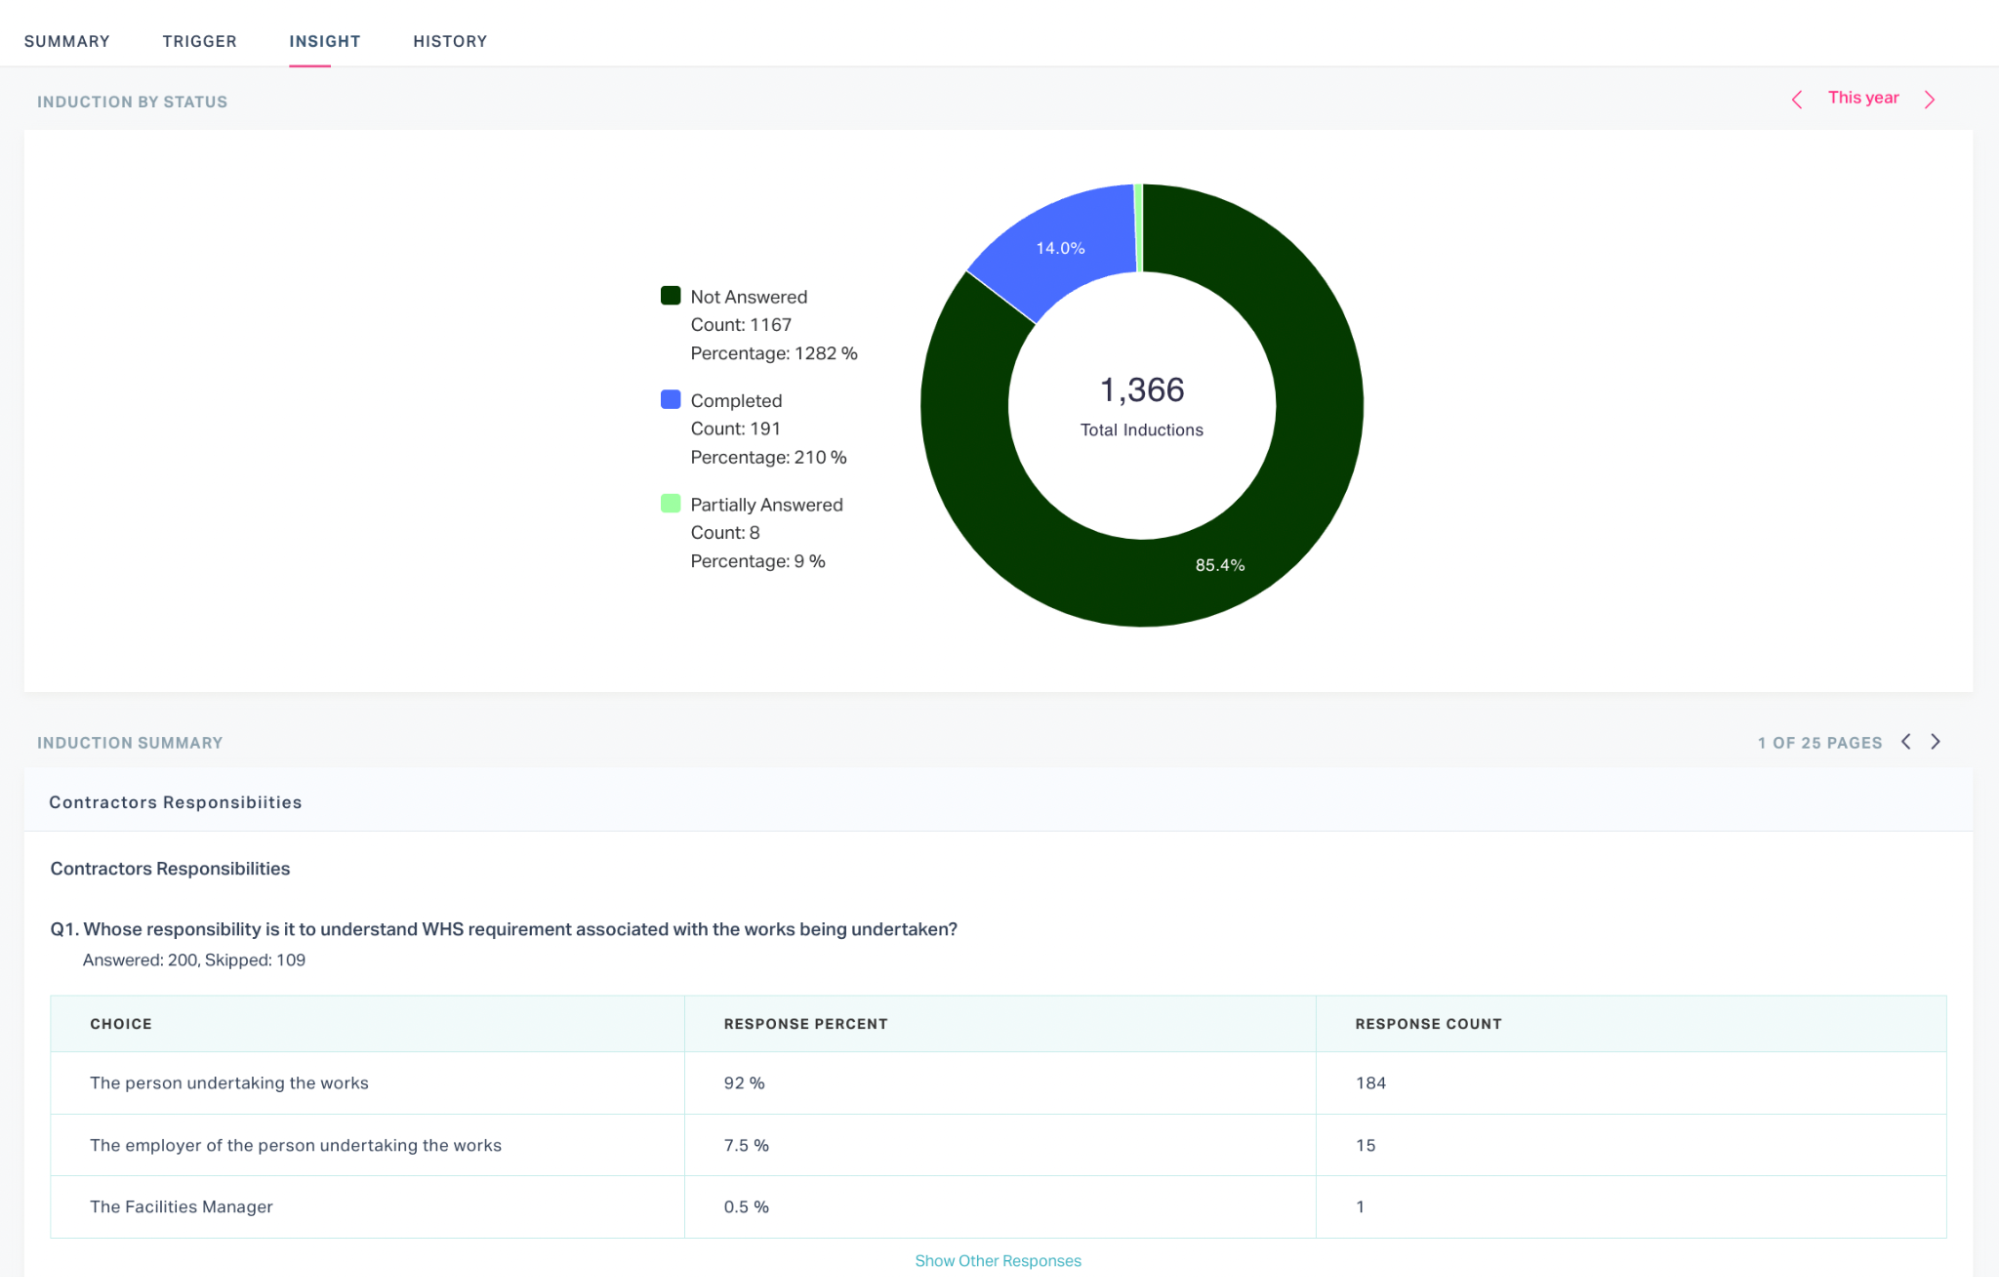 SUMMARY TRIGGER INSIGHT HISTORY
INDUCTION BY STATUS
This year
Not Answered
Count: 1167
Percentage: 1282 %
Completed
Count: 191
Percentage: 210 %
Partially Answered
Count: 8
Percentage: 9 %
14.0%
1,366
Total Inductions
85.4%
INDUCTION SUMMARY
1 OF 25 PAGES
Contractors Responsibiities
Contractors Responsibilities
Q1. Whose responsibility is it to understand WHS requirement associated with the works being undertaken?
Answered: 200, Skipped: 109
CHOICE RESPONSE PERCENT RESPONSE COUNT
The person undertaking the works 92 % 184
The employer of the person undertaking the works 7.5 % 15
The Facilities Manager 0.5 % 1
Show Other Responses